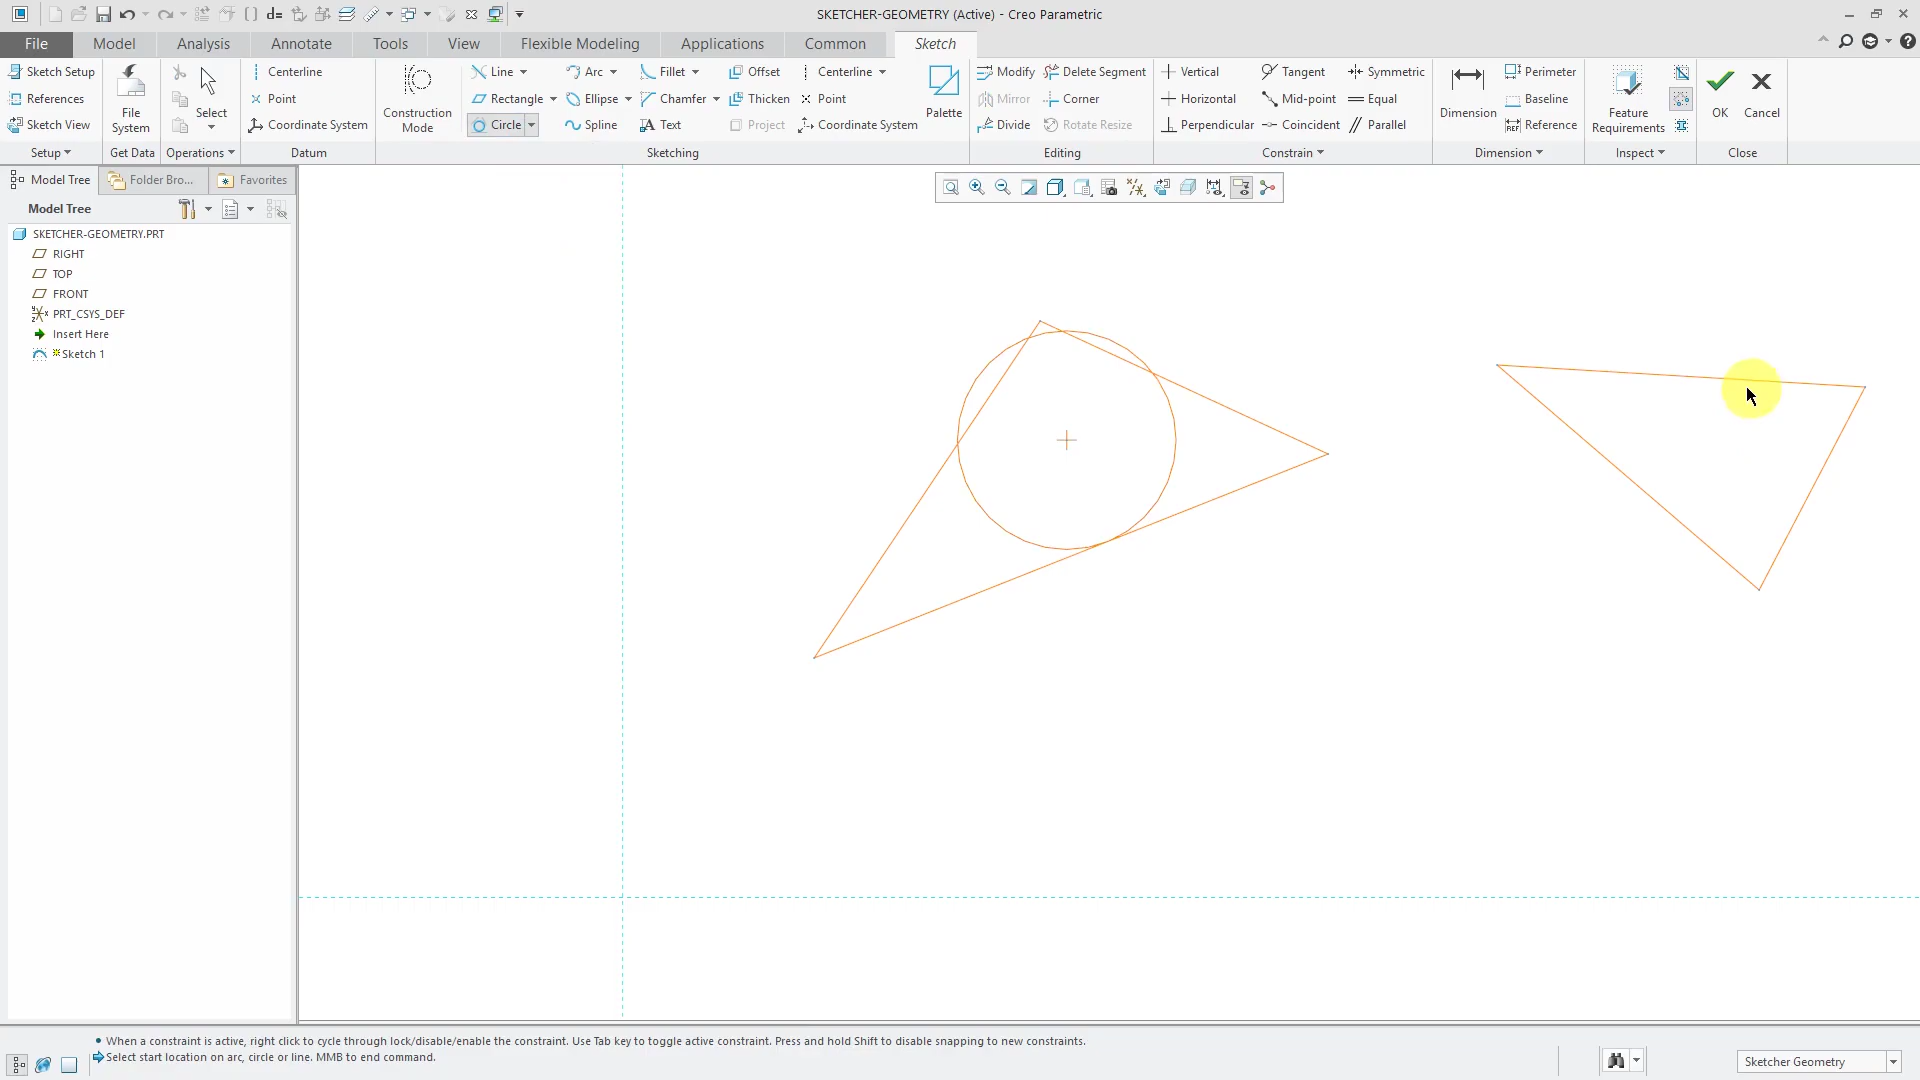 SKETCHER-GEOMETRY (Active) - Creo Parametric
File Model Analysis Annotate Tools View Flexible Modeling Applications Common Sketch
Sketch Setup
References
Sketch View
Setup
File
System
Get Data
Select
Operations
Centerline
Point
Coordinate System
Datum
Construction
Mode
Line Arc Fillet Offset Centerline
Rectangle Ellipse Chamfer Thicken Point
Circle Spline Text Project Coordinate System
Palette
Sketching
Modify Delete Segment
Mirror Corner
Divide Rotate Resize
Editing
Vertical Tangent Symmetric
Horizontal Mid-point Equal
Perpendicular Coincident Parallel
Constrain
Dimension
Perimeter
Baseline
REF Reference
Dimension
Feature
Requirements
Inspect
OK
Cancel
Close
Model Tree Folder Bro... Favorites
Model Tree
SKETCHER-GEOMETRY.PRT
RIGHT
TOP
FRONT
PRT_CSYS_DEF
Insert Here
Sketch 1
• When a constraint is active, right click to cycle through lock/disable/enable the constraint. Use Tab key to toggle active constraint. Press and hold Shift to disable snapping to new constraints.
Select start location on arc, circle or line. MMB to end command.
Sketcher Geometry